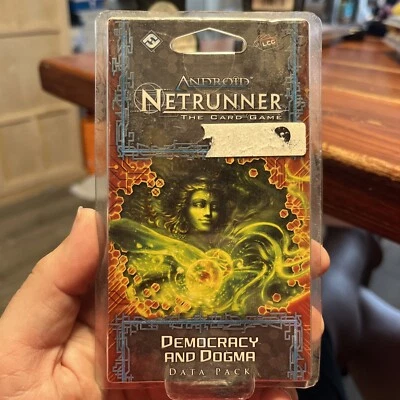 LCG
ANDROID
NETRUNNER
THE CARD GAME
DEMOCRACY
AND DOGMA
DATA PACK